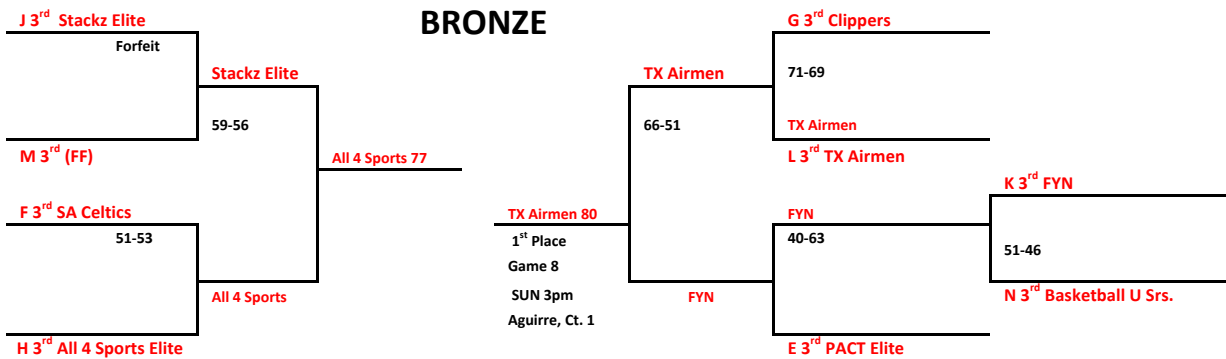 BRONZE
J 3rd Stackz Elite
Forfeit
Stackz Elite
59-56
M 3rd (FF)
All 4 Sports 77
F 3rd SA Celtics
51-53
All 4 Sports
H 3rd All 4 Sports Elite
G 3rd Clippers
TX Airmen
71-69
66-51
TX Airmen
L 3rd TX Airmen
K 3rd FYN
TX Airmen 80
FYN
1st Place
40-63
51-46
Game 8
SUN 3pm
FYN
N 3rd Basketball U Srs.
Aguirre, Ct. 1
E 3rd PACT Elite